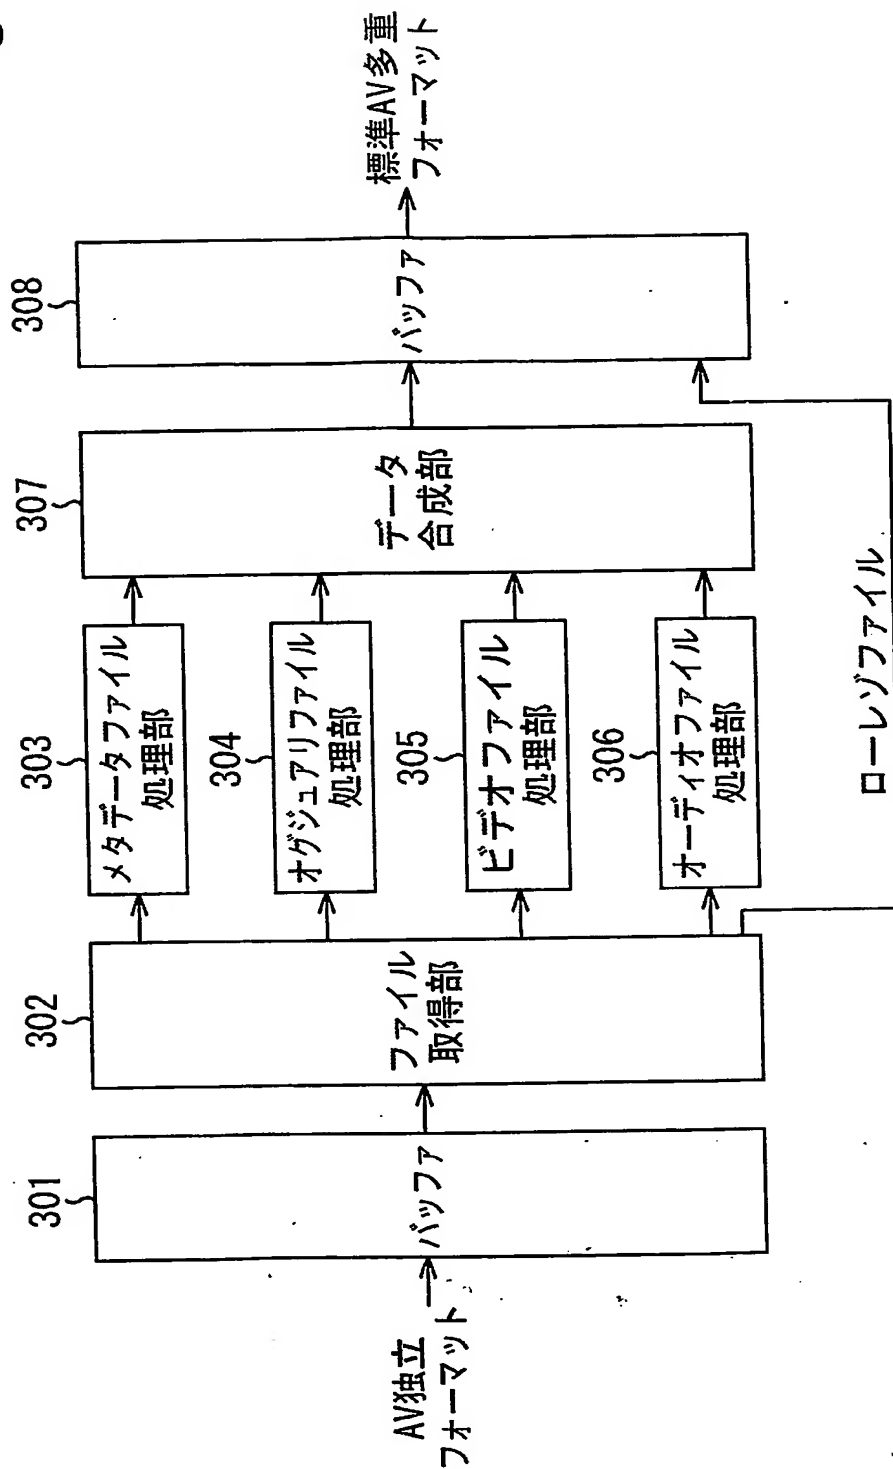 AV独立
フォーマット
301
バッファ
302
ファイル
取得部
303
メタデータファイル
処理部
304
オグジュアリファイル
処理部
305
ビデオファイル
処理部
306
オーディオファイル
処理部
307
データ
合成部
308
バッファ
標準AV多重
フォーマット
ローレゾファイル